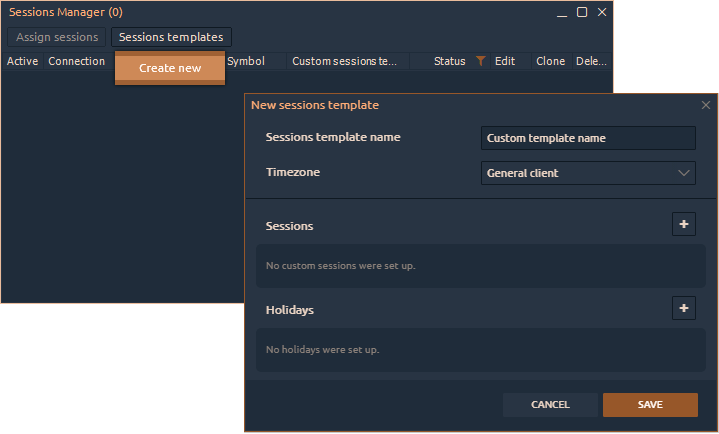 Sessions Manager (0)
Assign sessions
Sessions templates
Active Connection Symbol Custom sessions te... Status Edit Clone Dele...
Create new
New sessions template
Sessions template name
Custom template name
Timezone
General client
Sessions
No custom sessions were set up.
Holidays
No holidays were set up.
CANCEL
SAVE